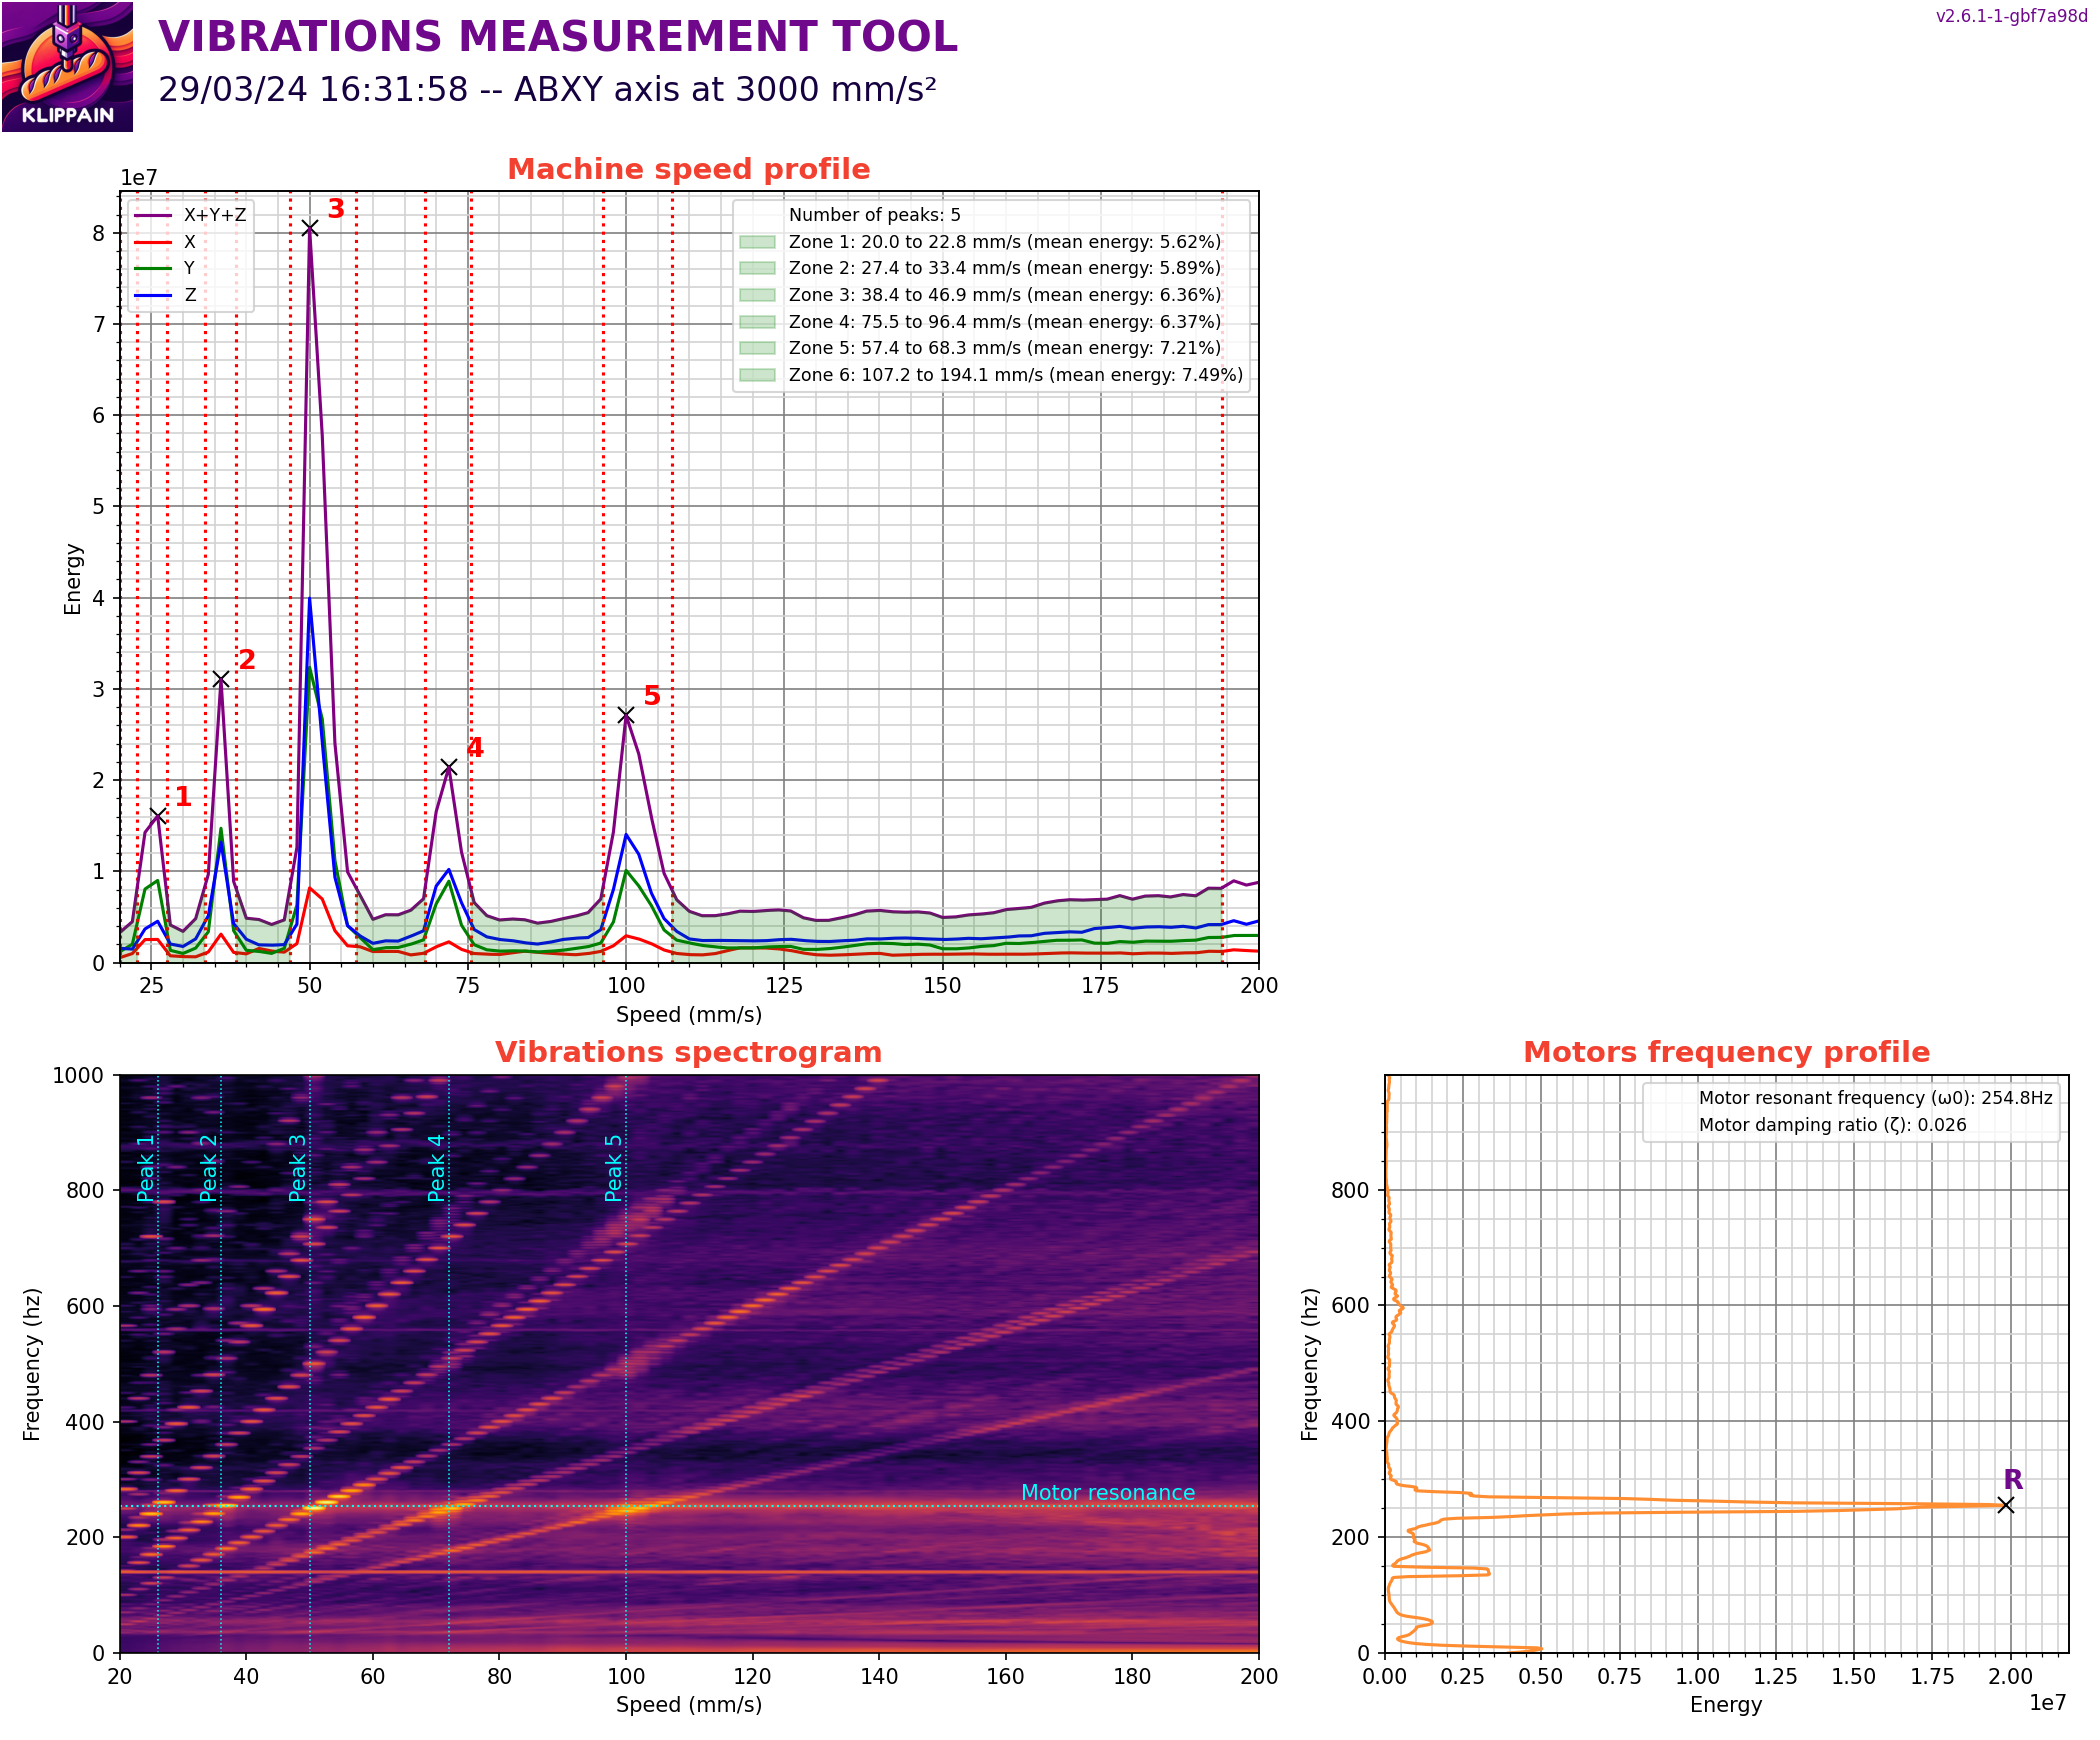 VIBRATIONS MEASUREMENT TOOL
v2.6.1-1-gbf7a98d
29/03/24 16:31:58 -- ABXY axis at 3000 mm/s²
KLIPPAIN
Machine speed profile
1e7
X+Y+Z
X
Y
Z
Number of peaks: 5
Zone 1: 20.0 to 22.8 mm/s (mean energy: 5.62%)
Zone 2: 27.4 to 33.4 mm/s (mean energy: 5.89%)
Zone 3: 38.4 to 46.9 mm/s (mean energy: 6.36%)
Zone 4: 75.5 to 96.4 mm/s (mean energy: 6.37%)
Zone 5: 57.4 to 68.3 mm/s (mean energy: 7.21%)
Zone 6: 107.2 to 194.1 mm/s (mean energy: 7.49%)
8
7
6
5
4
3
2
1
0
Energy
1
2
3
4
5
25 50 75 100 125 150 175 200
Speed (mm/s)
Vibrations spectrogram
1000
800
600
400
200
0
Frequency (hz)
Peak 1
Peak 2
Peak 3
Peak 4
Peak 5
Motor resonance
20 40 60 80 100 120 140 160 180 200
Speed (mm/s)
Motors frequency profile
Motor resonant frequency (ω0): 254.8Hz
Motor damping ratio (ζ): 0.026
800
600
400
200
0
Frequency (hz)
R
0.00 0.25 0.50 0.75 1.00 1.25 1.50 1.75 2.00
1e7
Energy